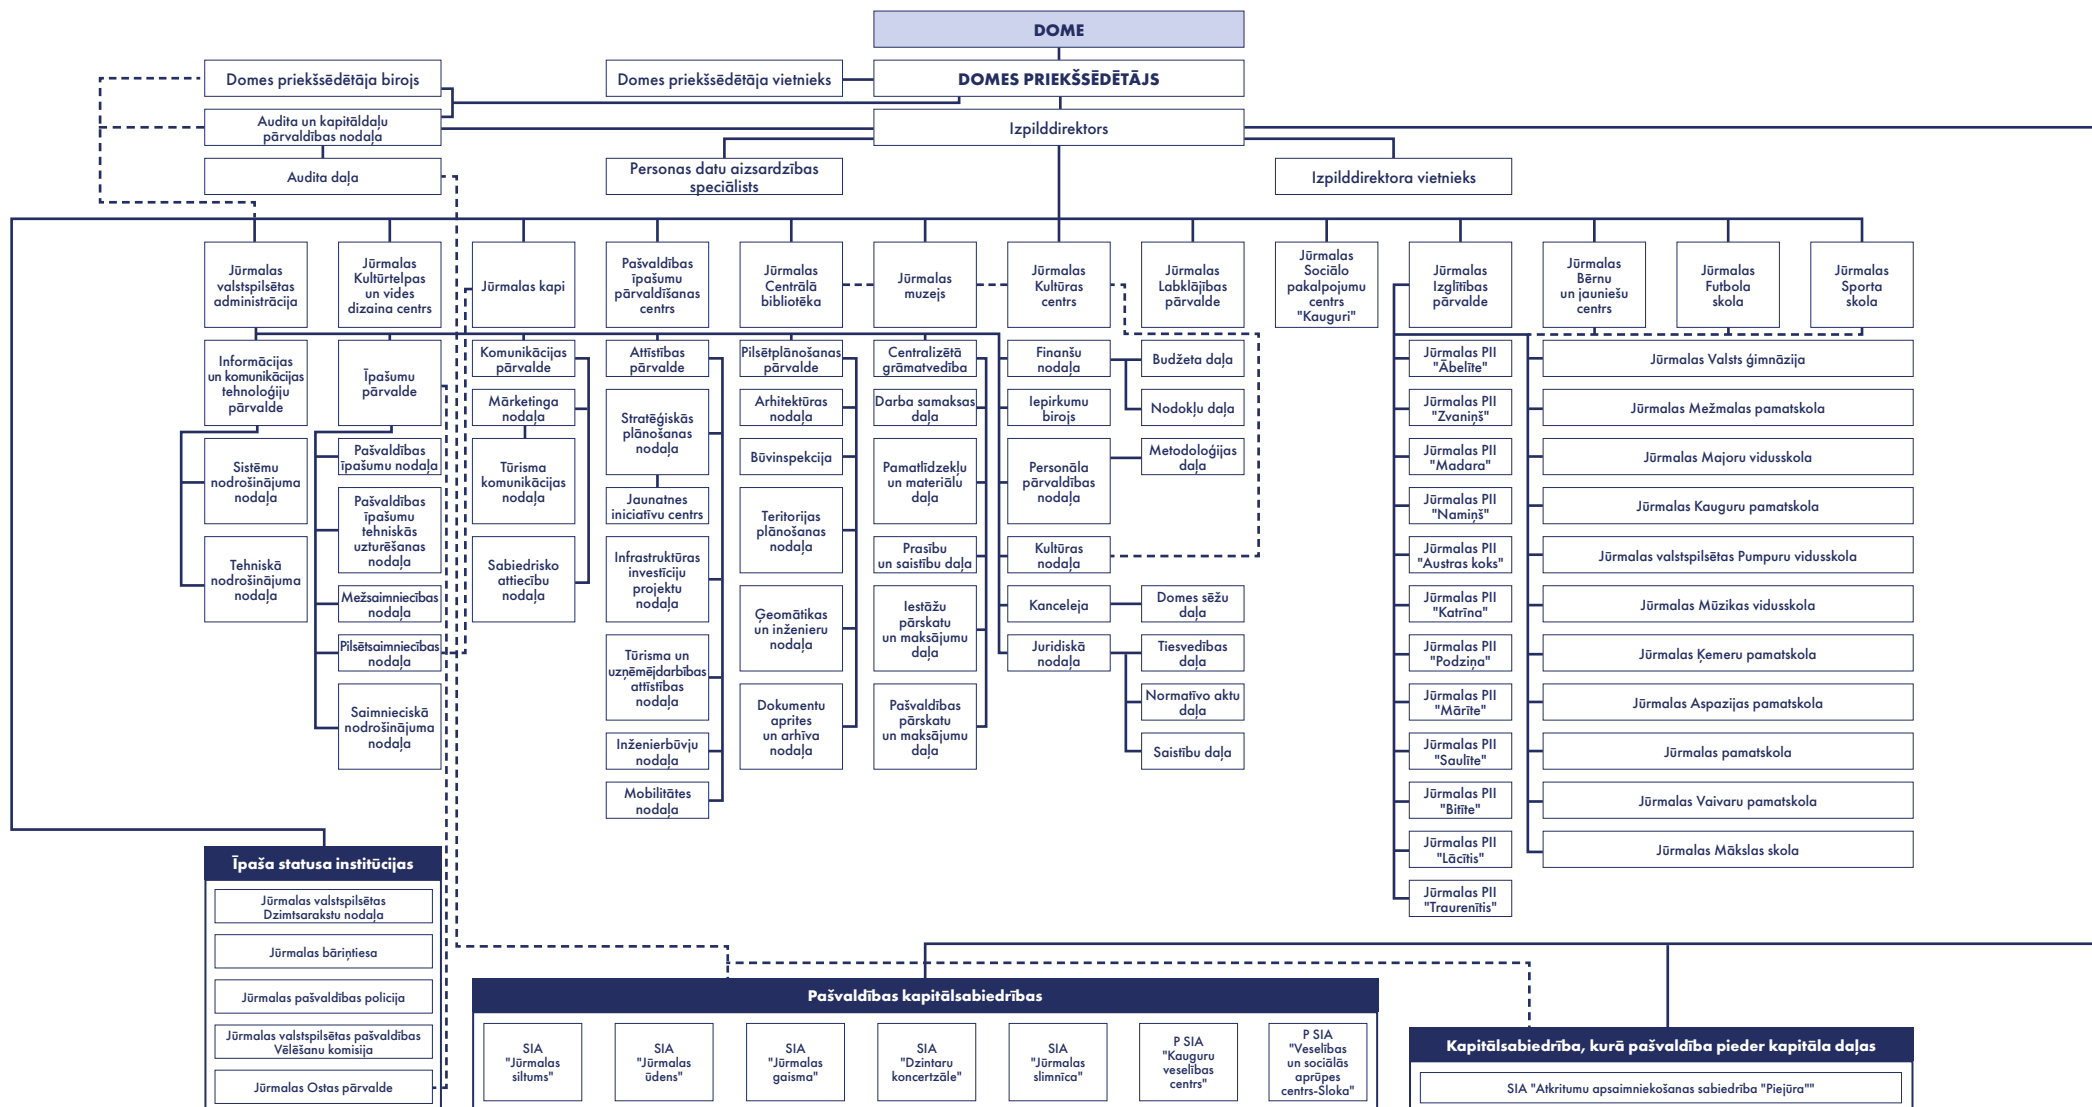 DOME
Domes priekšsēdētāja birojs
Domes priekšsēdētāja vietnieks
DOMES PRIEKŠSĒDĒTĀJS
Audita un kapitāldaļu
pārvaldības nodaļa
Izpilddirektors
Audita daļa
Personas datu aizsardzības
speciālists
Izpilddirektora vietnieks
Jūrmalas
valstspilsētas
administrācija
Jūrmalas
Kultūrtelpas
un vides
dizaina centrs
Jūrmalas kapi
Pašvaldības
īpašumu
pārvaldīšanas
centrs
Jūrmalas
Centrālā
bibliotēka
Jūrmalas
muzejs
Jūrmalas
Kultūras
centrs
Jūrmalas
Labklājības
pārvalde
Jūrmalas
Sociālo
pakalpojumu
centrs
"Kauguri"
Jūrmalas
Izglītības
pārvalde
Jūrmalas
Bērnu
un jauniešu
centrs
Jūrmalas
Futbola
skola
Jūrmalas
Sporta
skola
Informācijas
un komunikācijas
tehnoloģiju
pārvalde
Sistēmu
nodrošinājuma
nodaļa
Tehniskā
nodrošinājuma
nodaļa
Īpašumu
pārvalde
Pašvaldības
īpašumu nodaļa
Pašvaldības
īpašumu
tehniskās
uzturēšanas
nodaļa
Mežsaimniecības
nodaļa
Pilsētsaimniecības
nodaļa
Saimnieciskā
nodrošinājuma
nodaļa
Komunikācijas
pārvalde
Mārketinga
nodaļa
Tūrisma
komunikācijas
nodaļa
Sabiedrisko
attiecību
nodaļa
Attīstības
pārvalde
Stratēģiskās
plānošanas
nodaļa
Jaunatnes
iniciatīvu centrs
Infrastruktūras
investīciju
projektu
nodaļa
Tūrisma un
uzņēmējdarbības
attīstības
nodaļa
Inženierbūvju
nodaļa
Mobilitātes
nodaļa
Pilsētplānošanas
pārvalde
Arhitektūras
nodaļa
Būvinspekcija
Teritorijas
plānošanas
nodaļa
Ģeomātikas
un inženieru
nodaļa
Dokumentu
aprites
un arhīva
nodaļa
Centralizētā
grāmatvedība
Darba samaksas
daļa
Pamatlīdzekļu
un materiālu
daļa
Prasību
un saistību daļa
Iestāžu
pārskatu
un maksājumu
daļa
Pašvaldības
pārskatu
un maksājumu
daļa
Finanšu
nodaļa
Iepirkumu
birojs
Personāla
pārvaldības
nodaļa
Kultūras
nodaļa
Kanceleja
Juridiskā
nodaļa
Budžeta daļa
Nodokļu daļa
Metodoloģijas
daļa
Domes sēžu
daļa
Tiesvedības
daļa
Normatīvo aktu
daļa
Saistību daļa
Jūrmalas PII
"Ābelīte"
Jūrmalas PII
"Zvaniņš"
Jūrmalas PII
"Madara"
Jūrmalas PII
"Namiņš"
Jūrmalas PII
"Austras koks"
Jūrmalas PII
"Katrīna"
Jūrmalas PII
"Podziņa"
Jūrmalas PII
"Mārīte"
Jūrmalas PII
"Saulīte"
Jūrmalas PII
"Bitīte"
Jūrmalas PII
"Lācītis"
Jūrmalas PII
"Traurenītis"
Jūrmalas Valsts ģimnāzija
Jūrmalas Mežmalas pamatskola
Jūrmalas Majoru vidusskola
Jūrmalas Kauguru pamatskola
Jūrmalas valstspilsētas Pumpuru vidusskola
Jūrmalas Mūzikas vidusskola
Jūrmalas Ķemeru pamatskola
Jūrmalas Aspazijas pamatskola
Jūrmalas pamatskola
Jūrmalas Vaivaru pamatskola
Jūrmalas Mākslas skola
Īpaša statusa institūcijas
Jūrmalas valstspilsētas
Dzimtsarakstu nodaļa
Jūrmalas bāriņtiesa
Jūrmalas pašvaldības policija
Jūrmalas valstspilsētas pašvaldības
Vēlēšanu komisija
Jūrmalas Ostas pārvalde
Pašvaldības kapitālsabiedrības
SIA
"Jūrmalas
siltums"
SIA
"Jūrmalas
ūdens"
SIA
"Jūrmalas
gaisma"
SIA
"Dzintaru
koncertzāle"
SIA
"Jūrmalas
slimnīca"
P SIA
"Kauguru
veselības
centrs"
P SIA
"Veselības
un sociālās
aprūpes
centrs-Sloka"
Kapitālsabiedrība, kurā pašvaldība pieder kapitāla daļas
SIA "Atkritumu apsaimniekošanas sabiedrība "Piejūra""